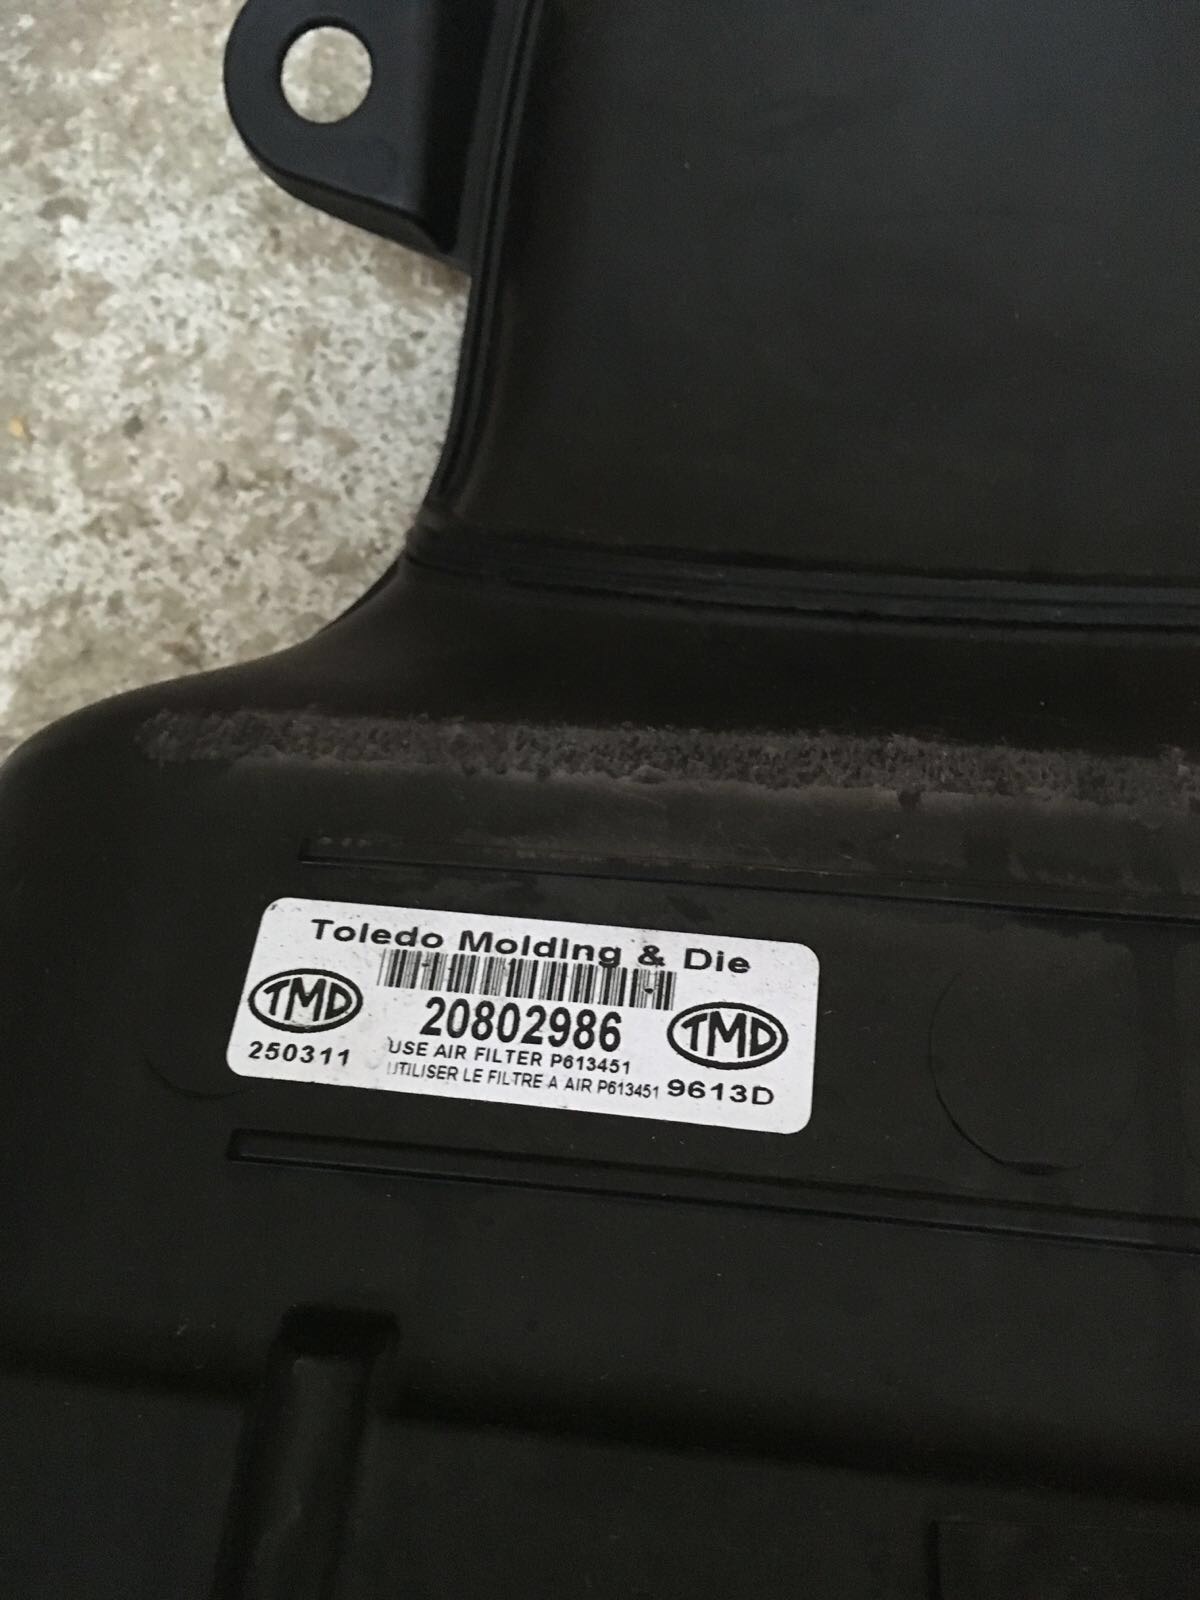 Toledo Molding & Die
TMD
20802986
TMD
250311
USE AIR FILTER P613451
UTILISER LE FILTRE A AIR P613451
9613D